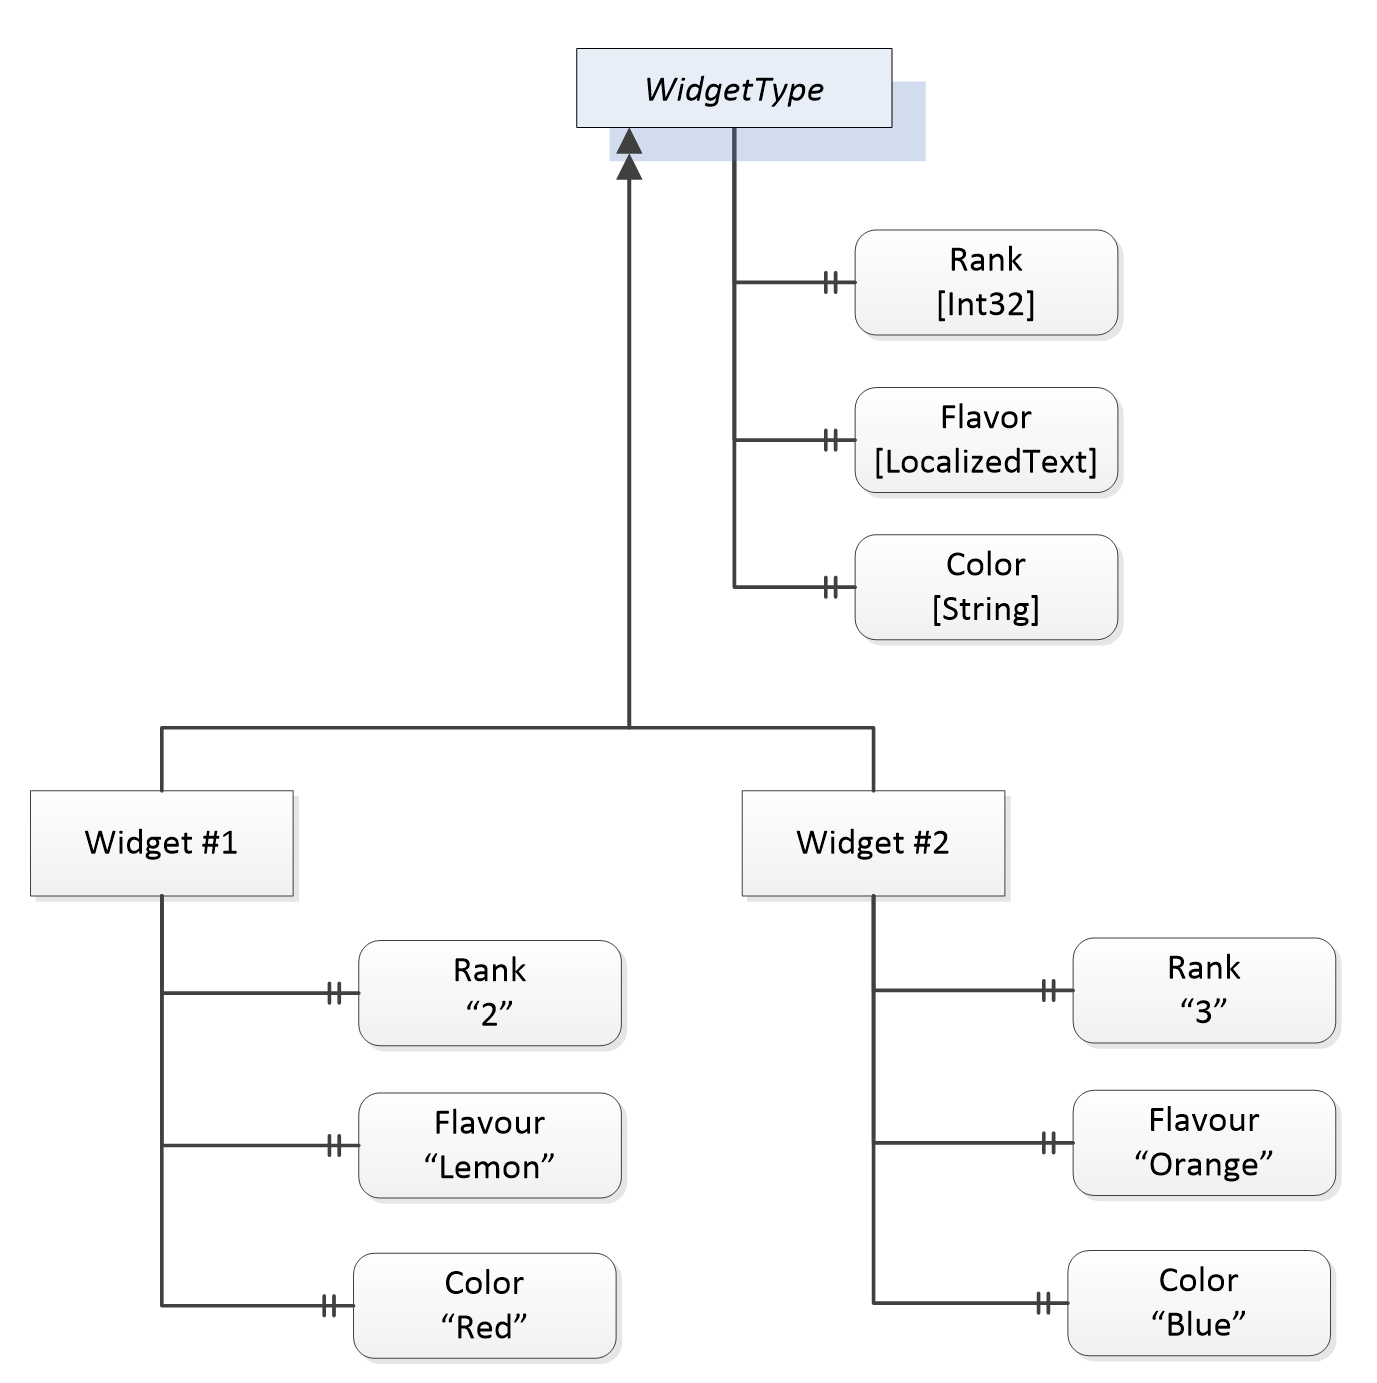 WidgetType
Rank
[Int32]
Flavor
[LocalizedText]
Color
[String]
Widget #1
Widget #2
Rank
“2”
Flavour
“Lemon”
Color
“Red”
Rank
“3”
Flavour
“Orange”
Color
“Blue”